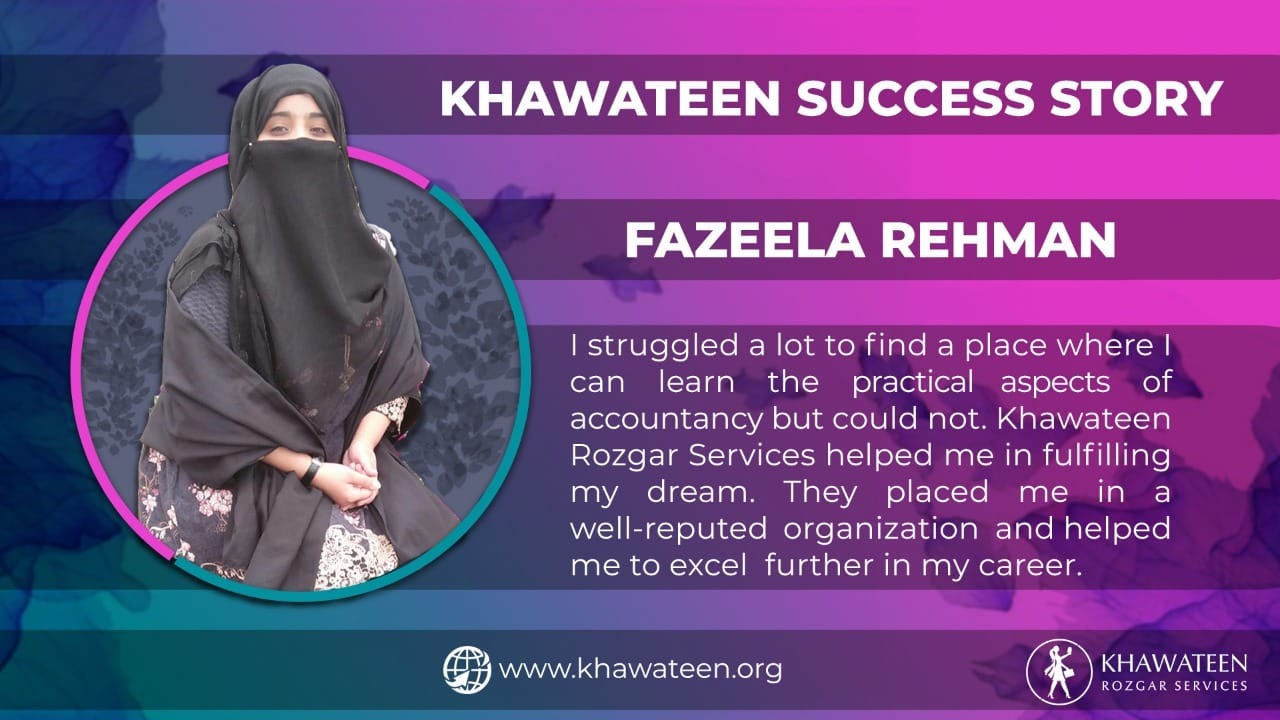 KHAWATEEN SUCCESS STORY
FAZEELA REHMAN
I struggled a lot to find a place where I
can learn the practical aspects of
accountancy but could not. Khawateen
Rozgar Services helped me in fulfilling
my dream. They placed me in a
well-reputed organization and helped
me to excel further in my career.
www.khawateen.org
KHAWATEEN
ROZGAR SERVICES